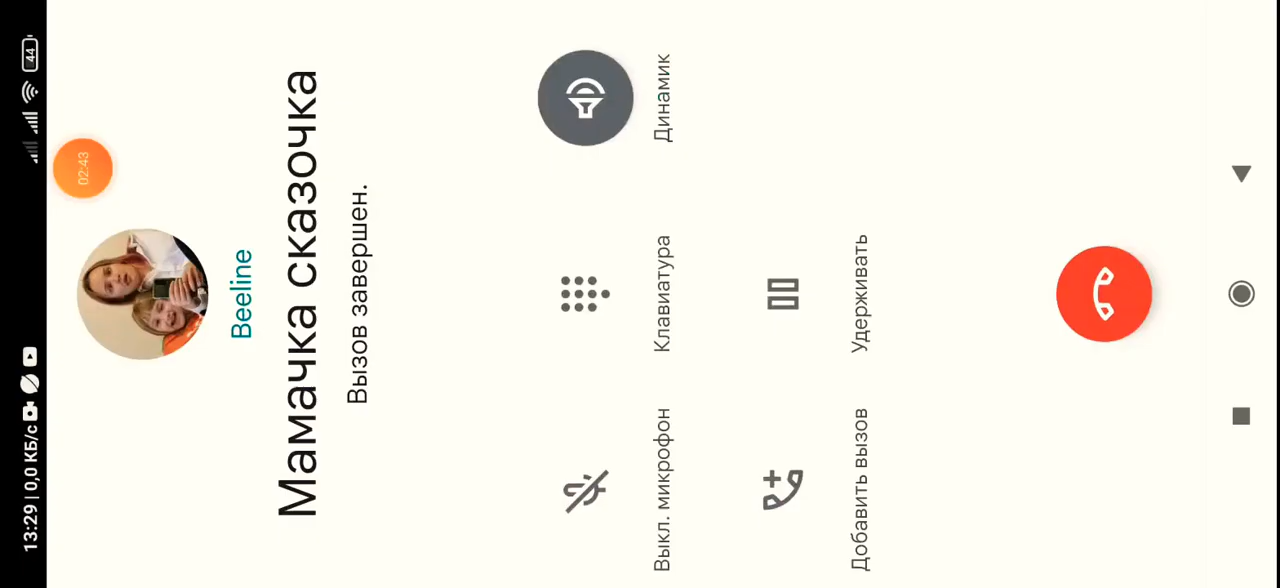 13:29 | 0,0 КБ/с
44
02:43
Beeline
Мамачка сказочка
Вызов завершен.
Выкл. микрофон
Клавиатура
Динамик
Добавить вызов
Удерживать